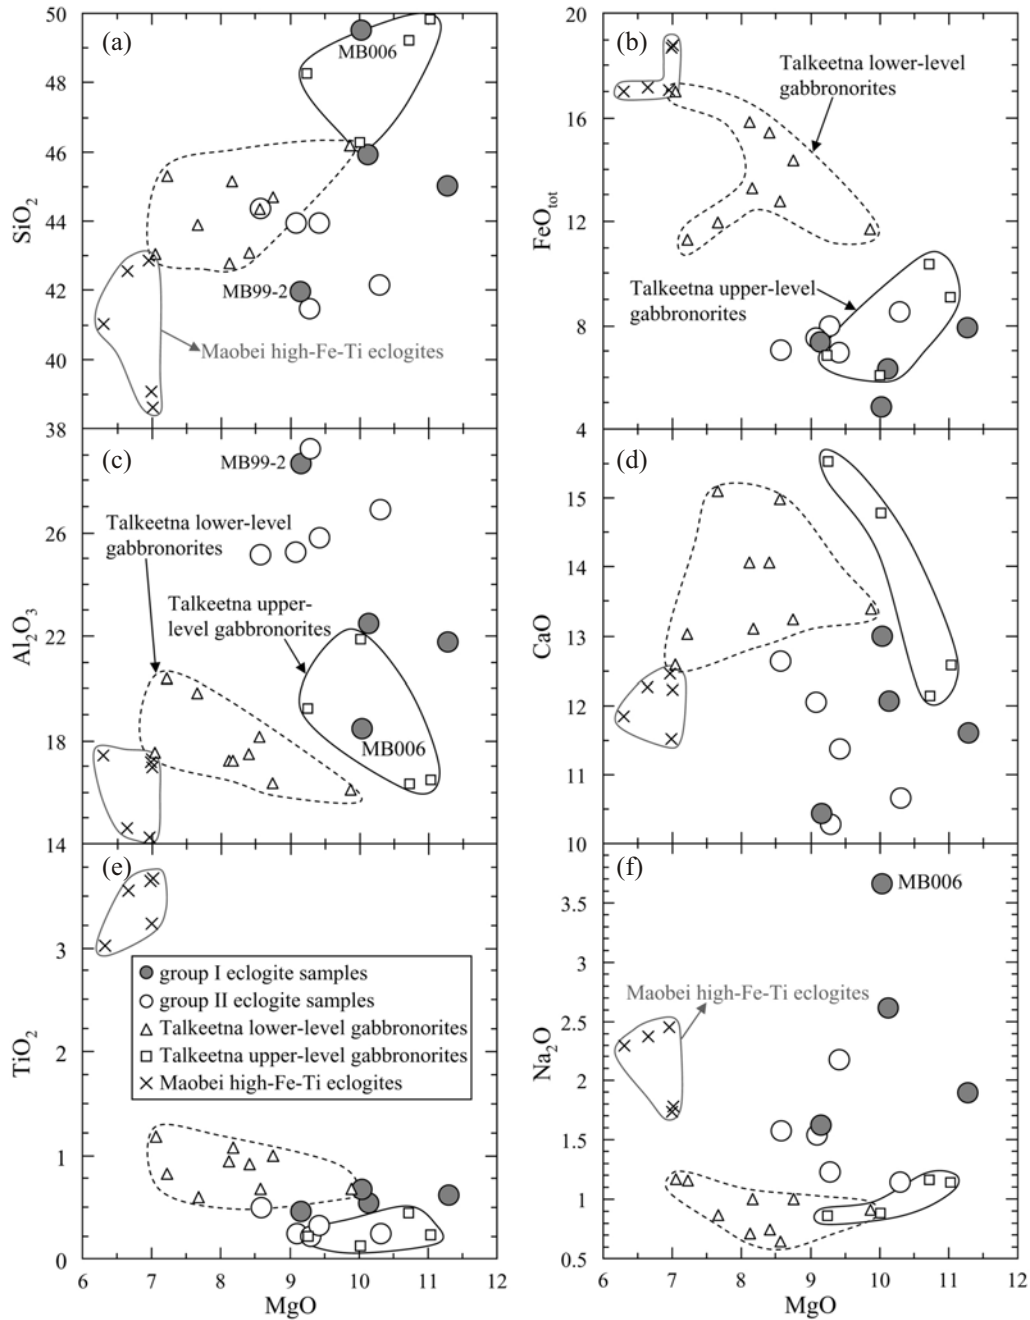 (a)
50
48
46
44
42
40
38
SiO2
MB006
MB99-2
Maobei high-Fe-Ti eclogites
(b)
20
16
12
8
4
FeOtot
Talkeetna lower-level
gabbronorites
Talkeetna upper-level
gabbronorites
(c)
26
22
18
14
Al2O3
MB99-2
Talkeetna lower-level
gabbronorites
Talkeetna upper-
level gabbronorites
MB006
(d)
15
14
13
12
11
10
CaO
(e)
3
2
1
0
TiO2
group I eclogite samples
group II eclogite samples
Talkeetna lower-level gabbronorites
Talkeetna upper-level gabbronorites
Maobei high-Fe-Ti eclogites
6 7 8 9 10 11
MgO
(f)
3.5
3
2.5
2
1.5
1
0.5
Na2O
MB006
Maobei high-Fe-Ti eclogites
6 7 8 9 10 11 12
MgO